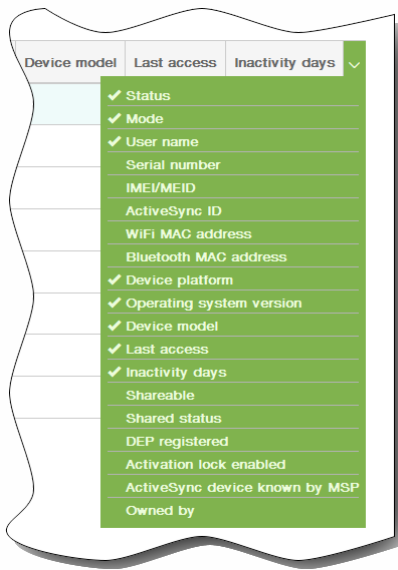 Device model Last access Inactivity days
Status
Mode
User name
Serial number
IMEI/MEID
ActiveSync ID
WiFi MAC address
Bluetooth MAC address
Device platform
Operating system version
Device model
Last access
Inactivity days
Shareable
Shared status
DEP registered
Activation lock enabled
ActiveSync device known by MSP
Owned by